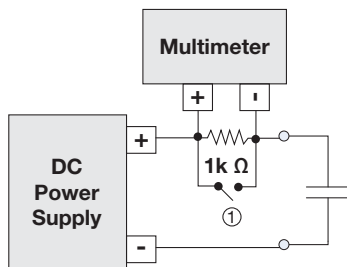 Multimeter
+ -
+
1k Ω
DC
Power
Supply
①
-